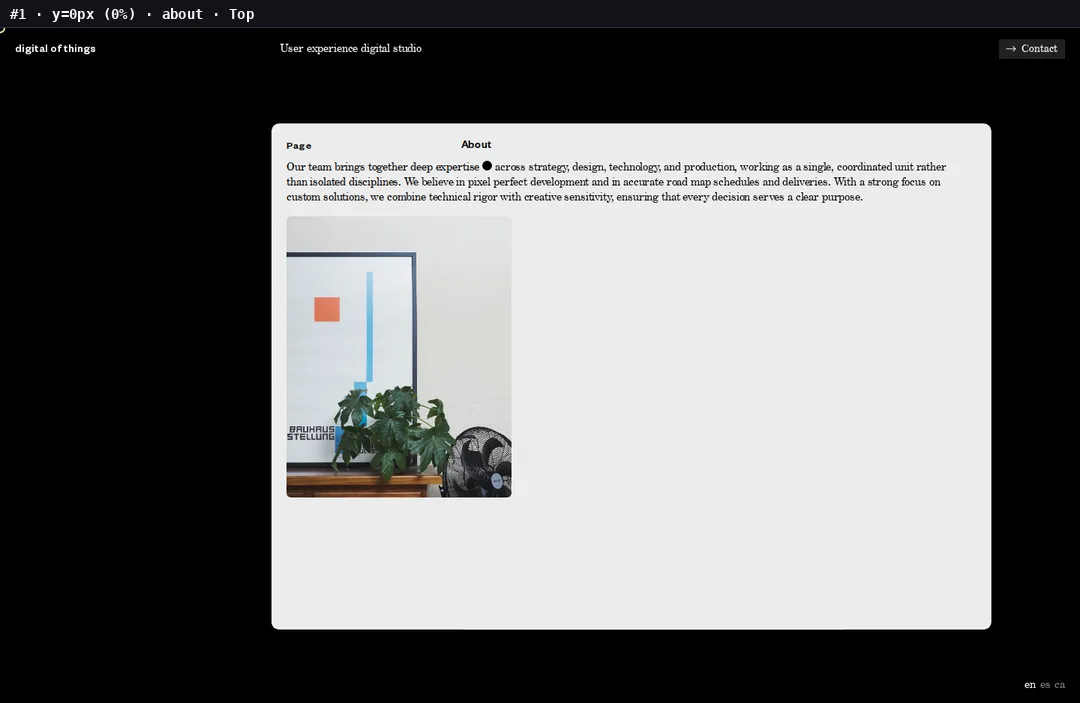 #1 · y=0px (0%) · about · Top
digital of things
User experience digital studio
→ Contact
Page
About
Our team brings together deep expertise ● across strategy, design, technology, and production, working as a single, coordinated unit rather
than isolated disciplines. We believe in pixel perfect development and in accurate road map schedules and deliveries. With a strong focus on
custom solutions, we combine technical rigor with creative sensitivity, ensuring that every decision serves a clear purpose.
BAUHAUS
STELLUNG
en es ca